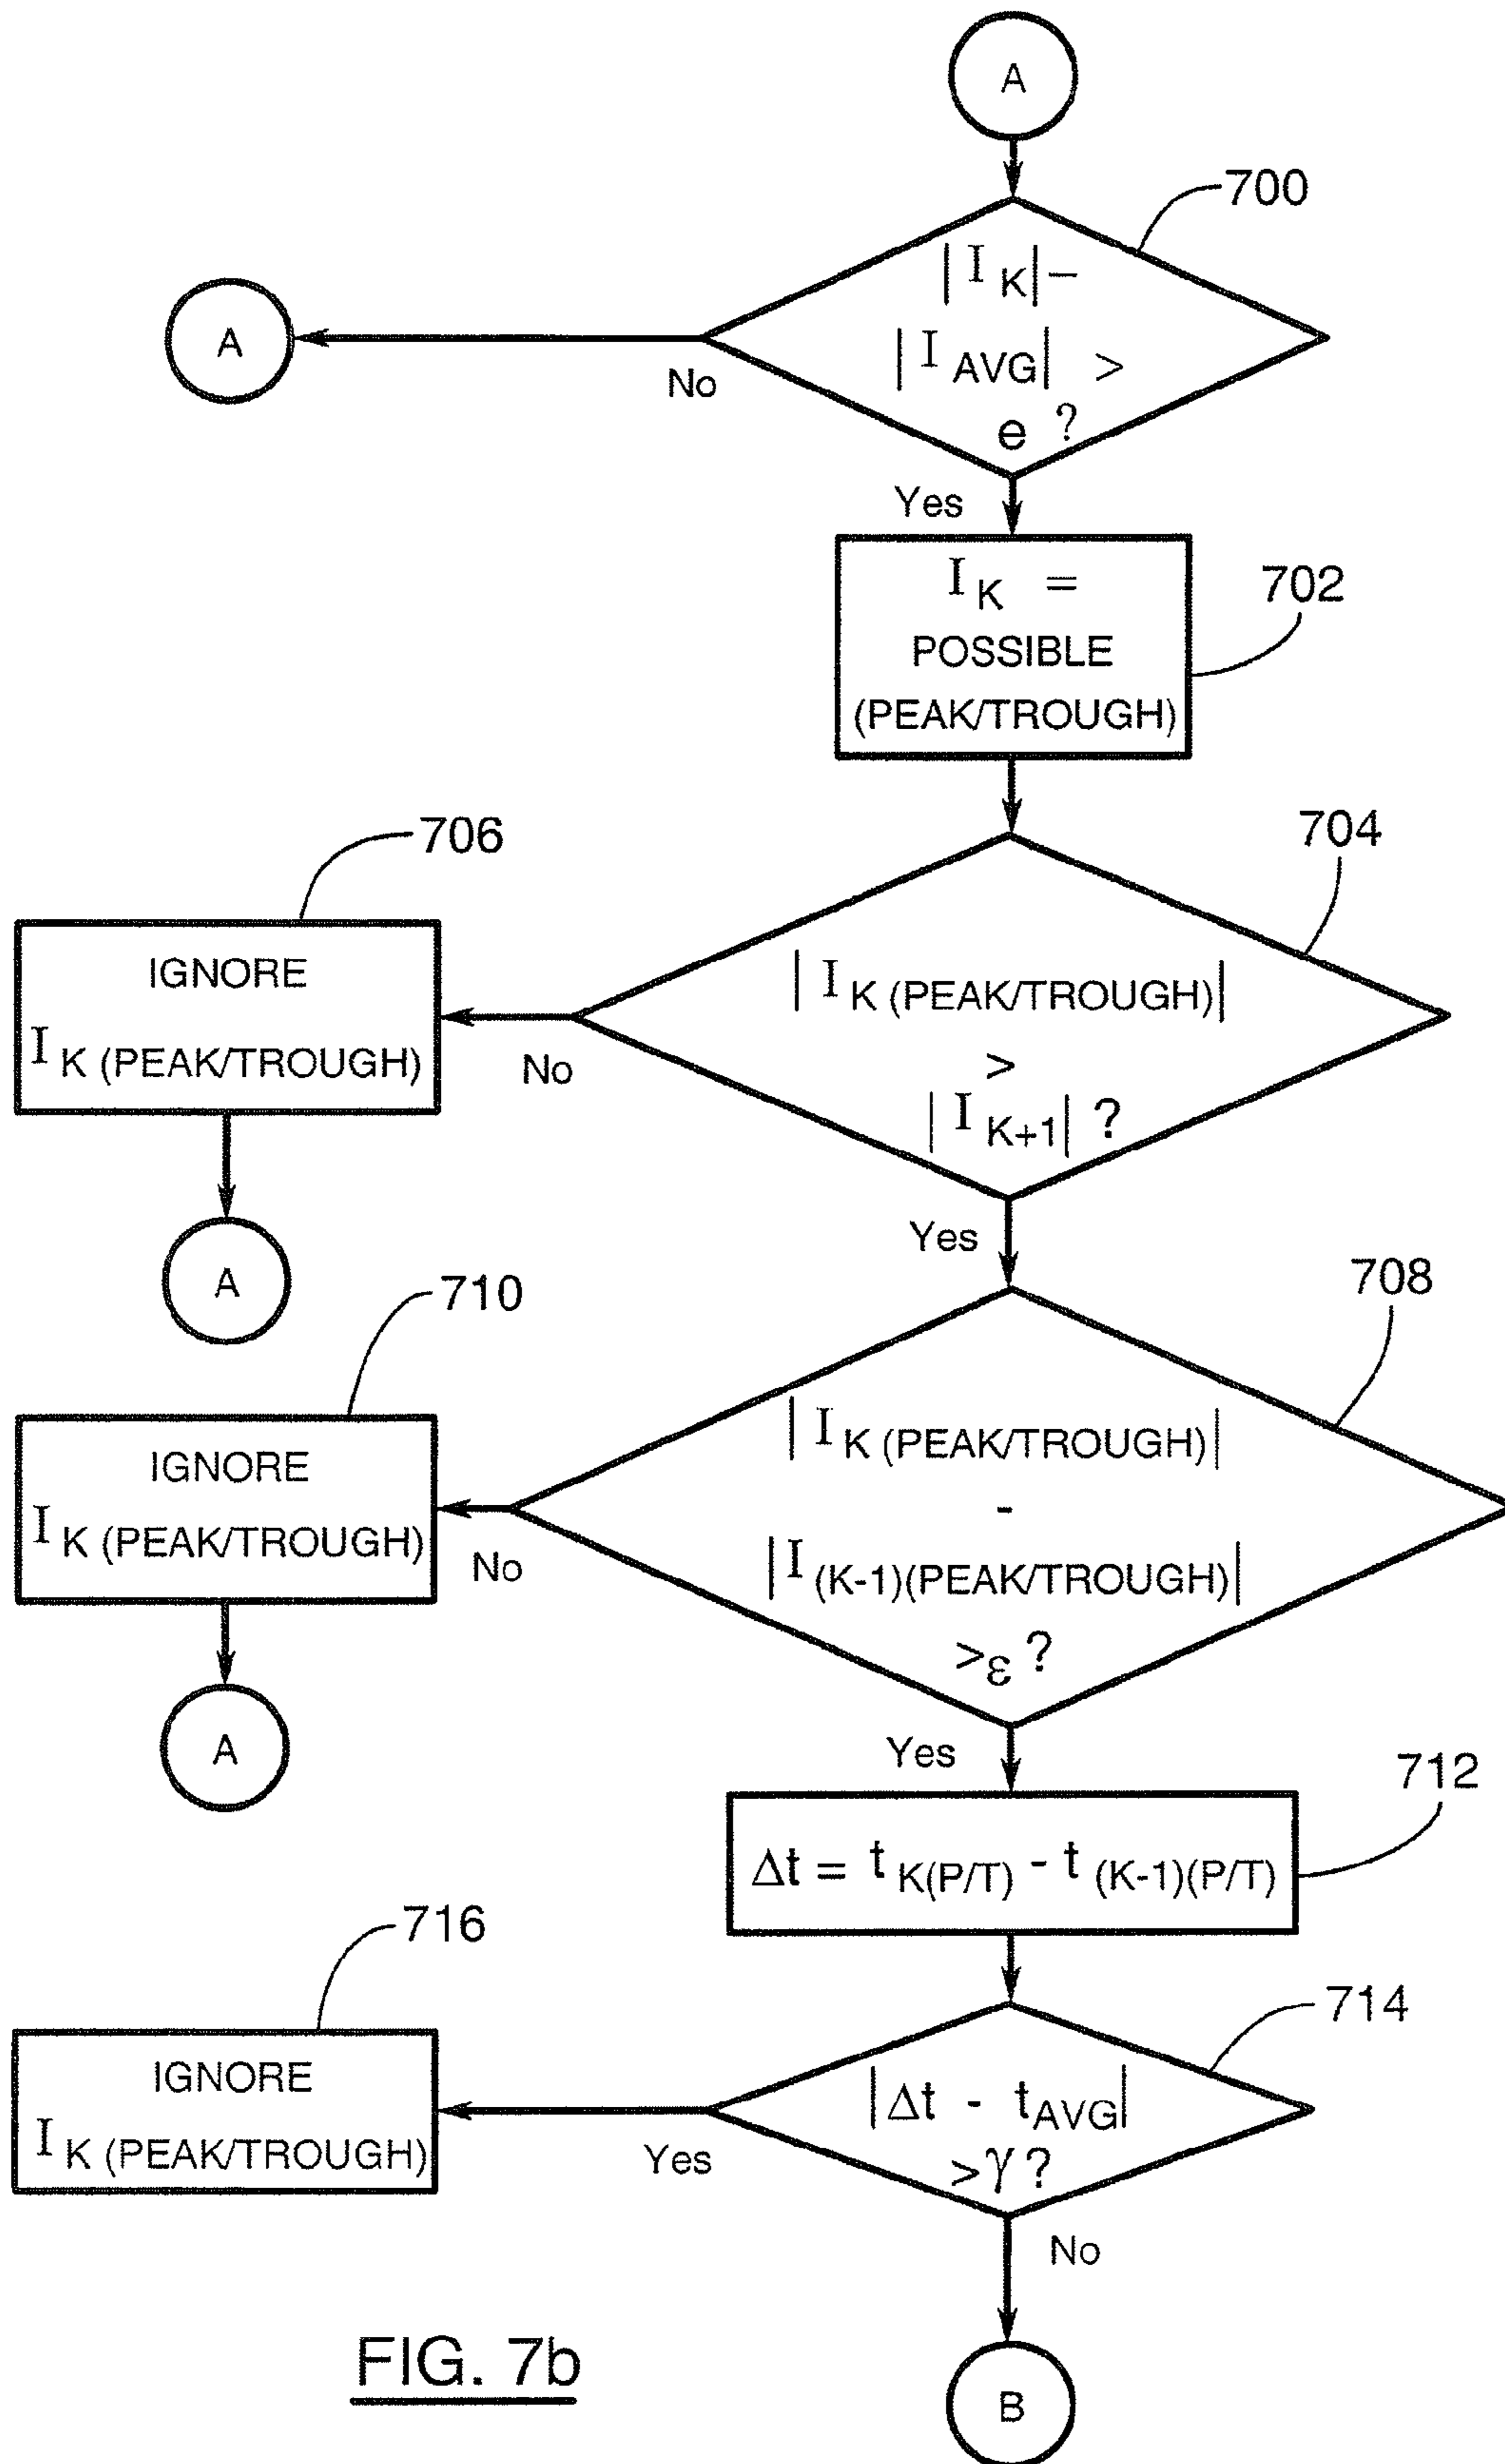 A
700
| I K | –
| I AVG | >
e ?
A
No
Yes
I K =
POSSIBLE
(PEAK/TROUGH)
702
704
706
| I K (PEAK/TROUGH) |
>
| I K+1 | ?
IGNORE
I K (PEAK/TROUGH)
No
Yes
A
708
710
| I K (PEAK/TROUGH) |
-
| I (K-1)(PEAK/TROUGH) |
>ε ?
IGNORE
I K (PEAK/TROUGH)
No
Yes
A
712
Δt = t K(P/T) - t (K-1)(P/T)
714
716
|Δt - tAVG|
>γ ?
IGNORE
I K (PEAK/TROUGH)
Yes
No
B
FIG. 7b